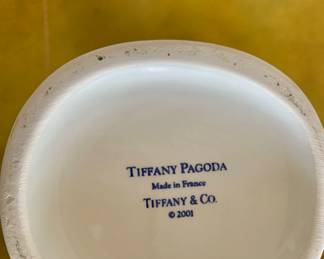 TIFFANY PAGODA
Made in France
TIFFANY & CO.
© 2001